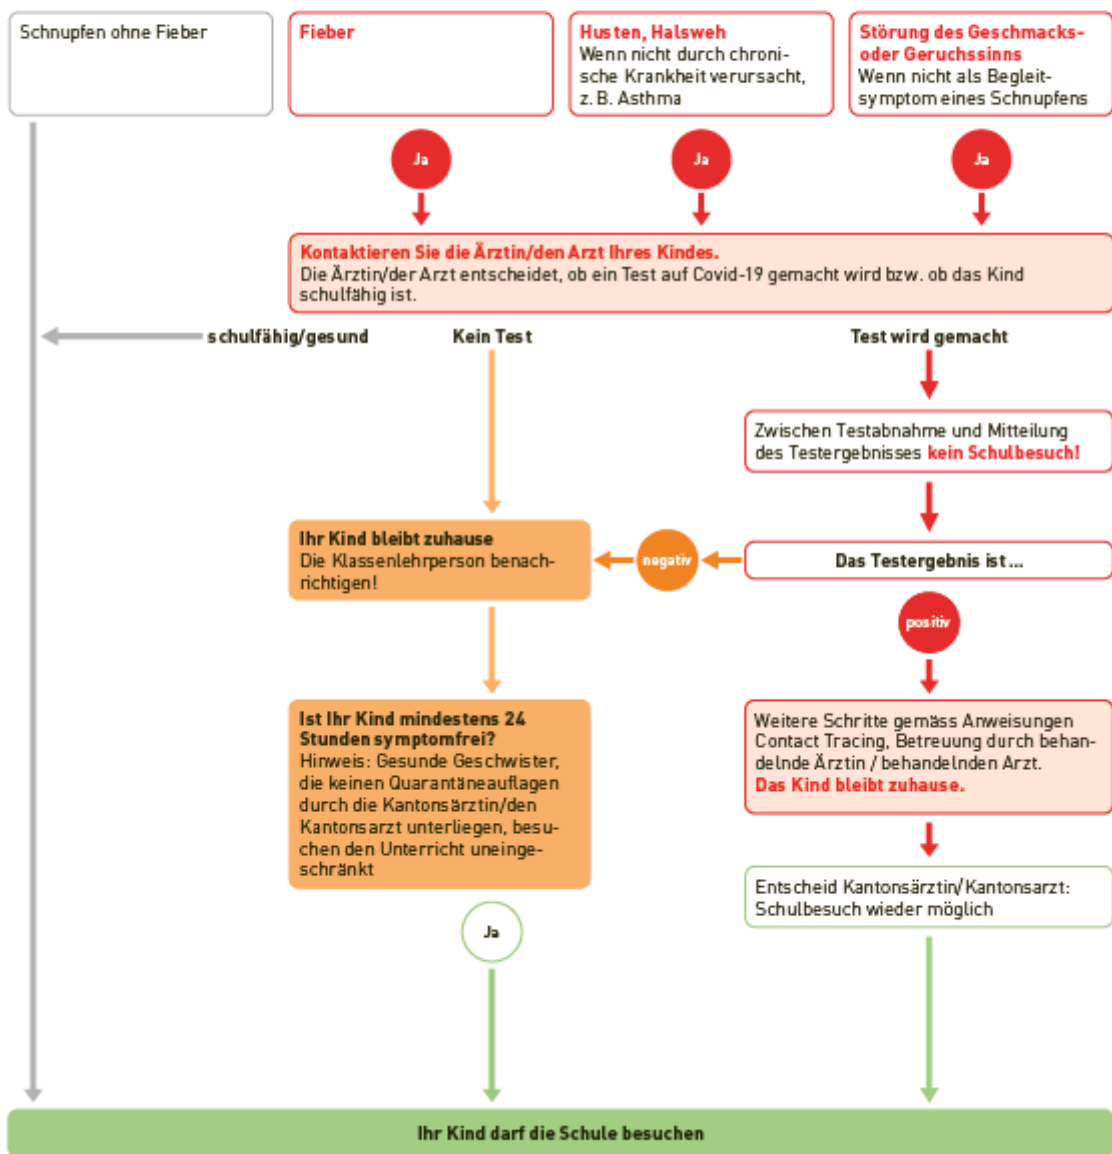 Schnupfen ohne Fieber
Fieber
Husten, Halsweh
Wenn nicht durch chroni-
sche Krankheit verursacht,
z. B. Asthma
Störung des Geschmacks-
oder Geruchssinns
Wenn nicht als Begleit-
symptom eines Schnupfens
Ja
Ja
Ja
Kontaktieren Sie die Ärztin/den Arzt Ihres Kindes.
Die Ärztin/der Arzt entscheidet, ob ein Test auf Covid-19 gemacht wird bzw. ob das Kind
schulfähig ist.
schulfähig/gesund
Kein Test
Test wird gemacht
Zwischen Testabnahme und Mitteilung
des Testergebnisses kein Schulbesuch!
Ihr Kind bleibt zuhause
Die Klassenlehrperson benach-
richtigen!
negativ
Das Testergebnis ist ...
positiv
Ist Ihr Kind mindestens 24
Stunden symptomfrei?
Hinweis: Gesunde Geschwister,
die keinen Quarantäneauflagen
durch die Kantonsärztin/den
Kantonsarzt unterliegen, besu-
chen den Unterricht uneinge-
schränkt
Weitere Schritte gemäss Anweisungen
Contact Tracing, Betreuung durch behan-
delnde Ärztin / behandelnden Arzt.
Das Kind bleibt zuhause.
Entscheid Kantonsärztin/Kantonsarzt:
Schulbesuch wieder möglich
Ja
Ihr Kind darf die Schule besuchen